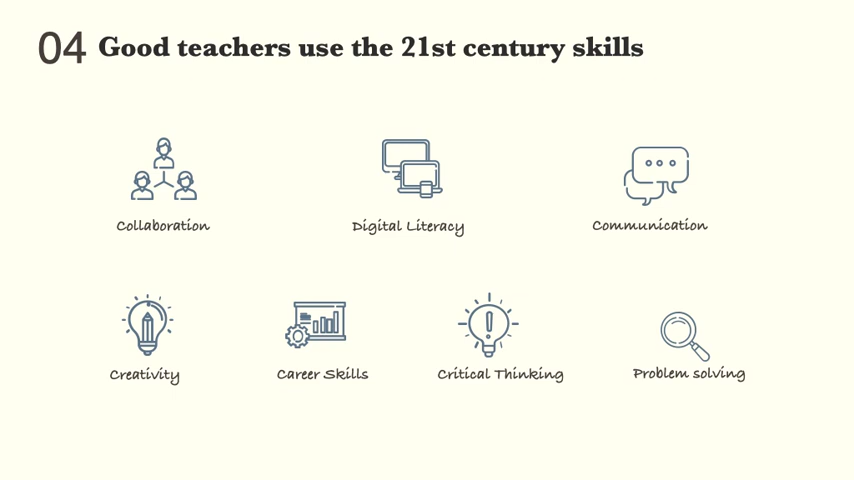 04 Good teachers use the 21st century skills
Collaboration
Digital Literacy
Communication
Creativity
Career Skills
Critical Thinking
Problem solving